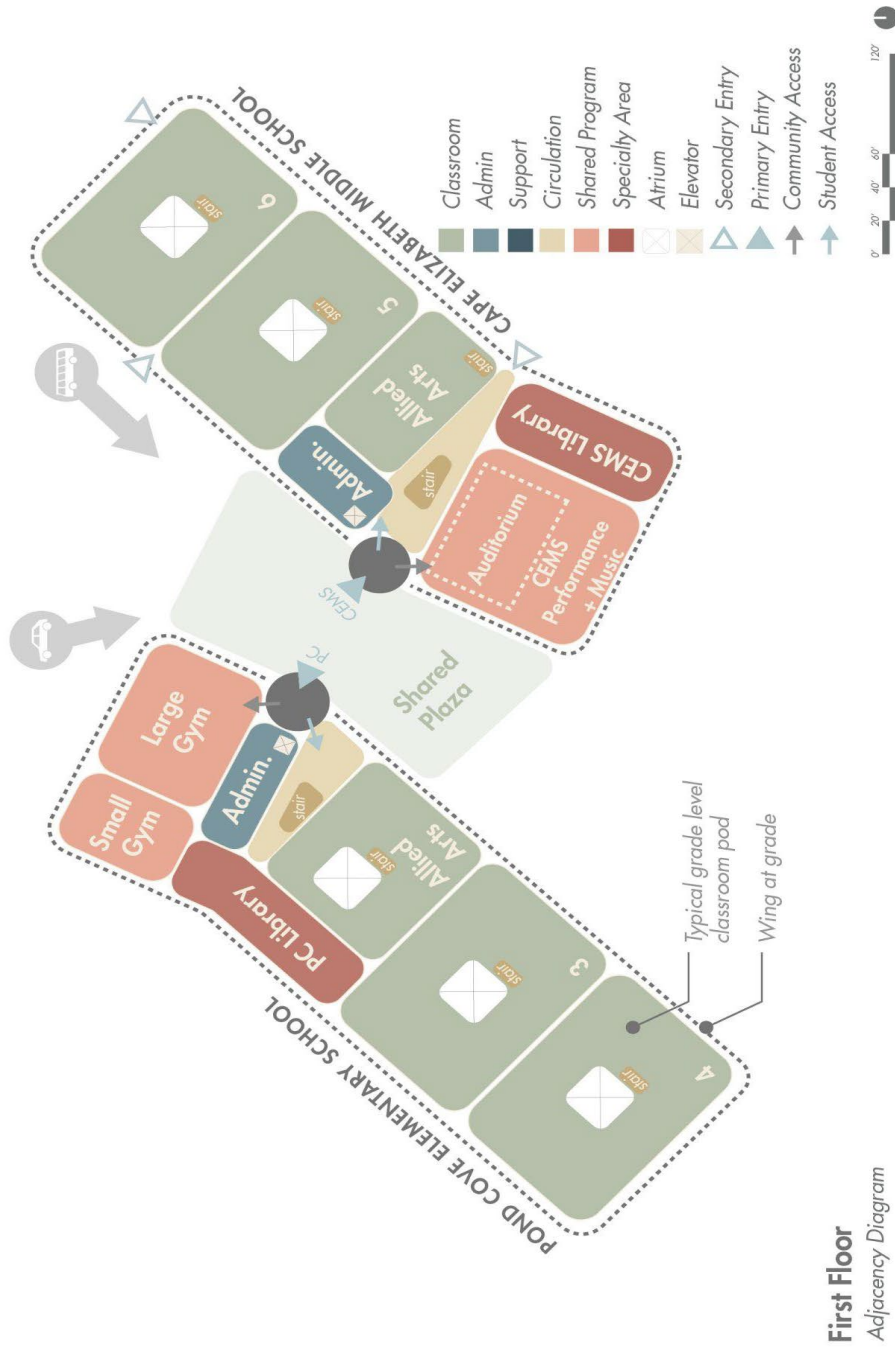 POND COVE ELEMENTARY SCHOOL
Small
Gym
Large
Gym
Admin.
stair
PC Library
Allied
Arts
stair
3
stair
4
stair
PC
CEMS
Shared
Plaza
CAPE ELIZABETH MIDDLE SCHOOL
6
stair
5
stair
Allied
Arts
stair
Admin.
stair
Auditorium
CEMS
Performance
+ Music
CEMS Library
Typical grade level
classroom pod
Wing at grade
Classroom
Admin
Support
Circulation
Shared Program
Specialty Area
Atrium
Elevator
Secondary Entry
Primary Entry
Community Access
Student Access
0' 20' 40' 60' 120'
First Floor
Adjacency Diagram